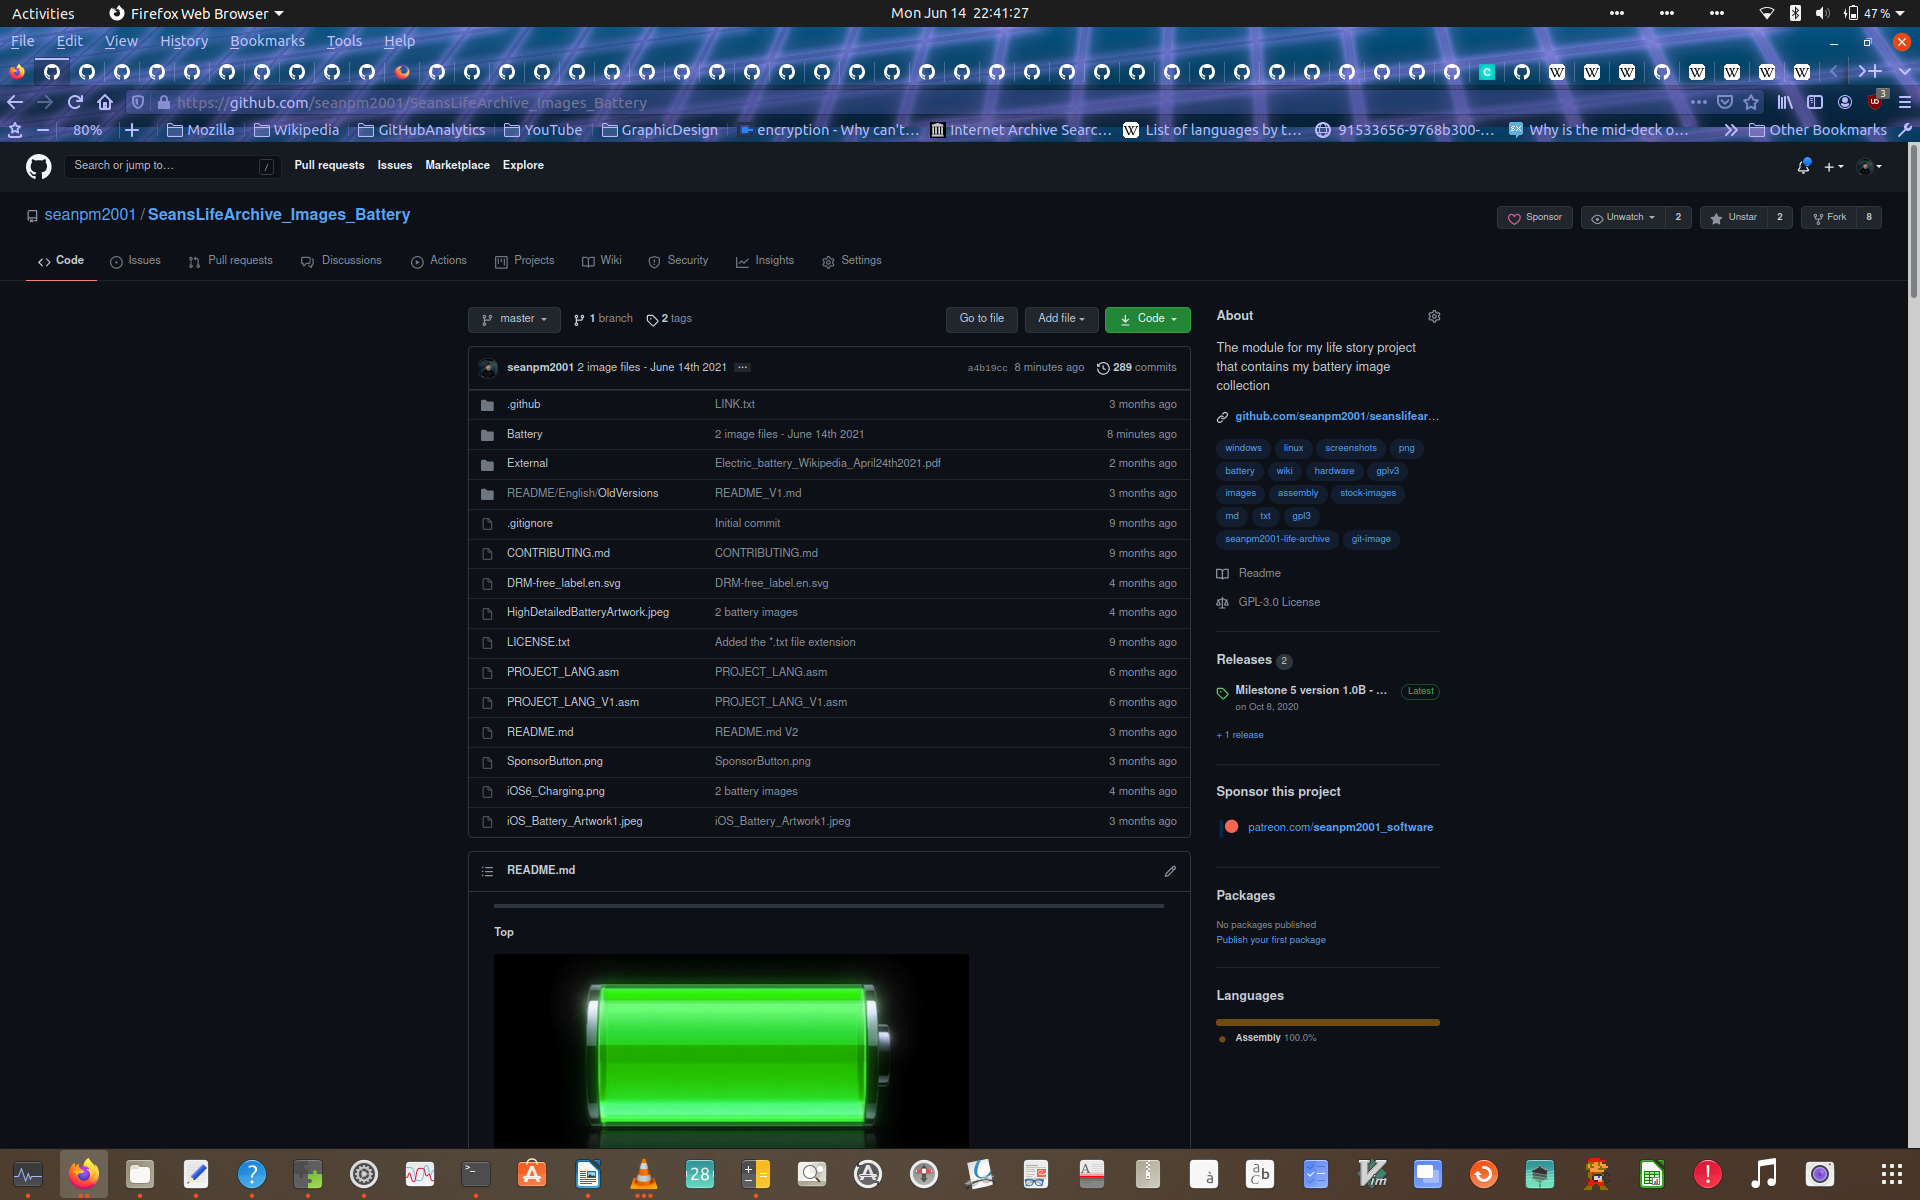 Activities Firefox Web Browser Mon Jun 14 22:41:27 47 %
File Edit View History Bookmarks Tools Help
https://github.com/seanpm2001/SeansLifeArchive_Images_Battery 3
80% Mozilla Wikipedia GitHubAnalytics YouTube GraphicDesign encryption - Why can't... Internet Archive Searc... List of languages by t... 91533656-9768b300-... Why is the mid-deck o... Other Bookmarks
Search or jump to... / Pull requests Issues Marketplace Explore
seanpm2001 / SeansLifeArchive_Images_Battery
Sponsor Unwatch 2 Unstar 2 Fork 8
Code Issues Pull requests Discussions Actions Projects Wiki Security Insights Settings
master 1 branch 2 tags Go to file Add file Code
seanpm2001 2 image files - June 14th 2021 ... a4b19cc 8 minutes ago 289 commits
.github LINK.txt 3 months ago
Battery 2 image files - June 14th 2021 8 minutes ago
External Electric_battery_Wikipedia_April24th2021.pdf 2 months ago
README/English/OldVersions README_V1.md 3 months ago
.gitignore Initial commit 9 months ago
CONTRIBUTING.md CONTRIBUTING.md 9 months ago
DRM-free_label.en.svg DRM-free_label.en.svg 4 months ago
HighDetailedBatteryArtwork.jpeg 2 battery images 4 months ago
LICENSE.txt Added the *.txt file extension 9 months ago
PROJECT_LANG.asm PROJECT_LANG.asm 6 months ago
PROJECT_LANG_V1.asm PROJECT_LANG_V1.asm 6 months ago
README.md README.md V2 3 months ago
SponsorButton.png SponsorButton.png 3 months ago
iOS6_Charging.png 2 battery images 4 months ago
iOS_Battery_Artwork1.jpeg iOS_Battery_Artwork1.jpeg 3 months ago
README.md
Top
About
The module for my life story project
that contains my battery image
collection
github.com/seanpm2001/seanslifear...
windows linux screenshots png
battery wiki hardware gplv3
images assembly stock-images
md txt gpl3
seanpm2001-life-archive git-image
Readme
GPL-3.0 License
Releases 2
Milestone 5 version 1.0B - ... Latest
on Oct 8, 2020
+ 1 release
Sponsor this project
patreon.com/seanpm2001_software
Packages
No packages published
Publish your first package
Languages
Assembly 100.0%
28